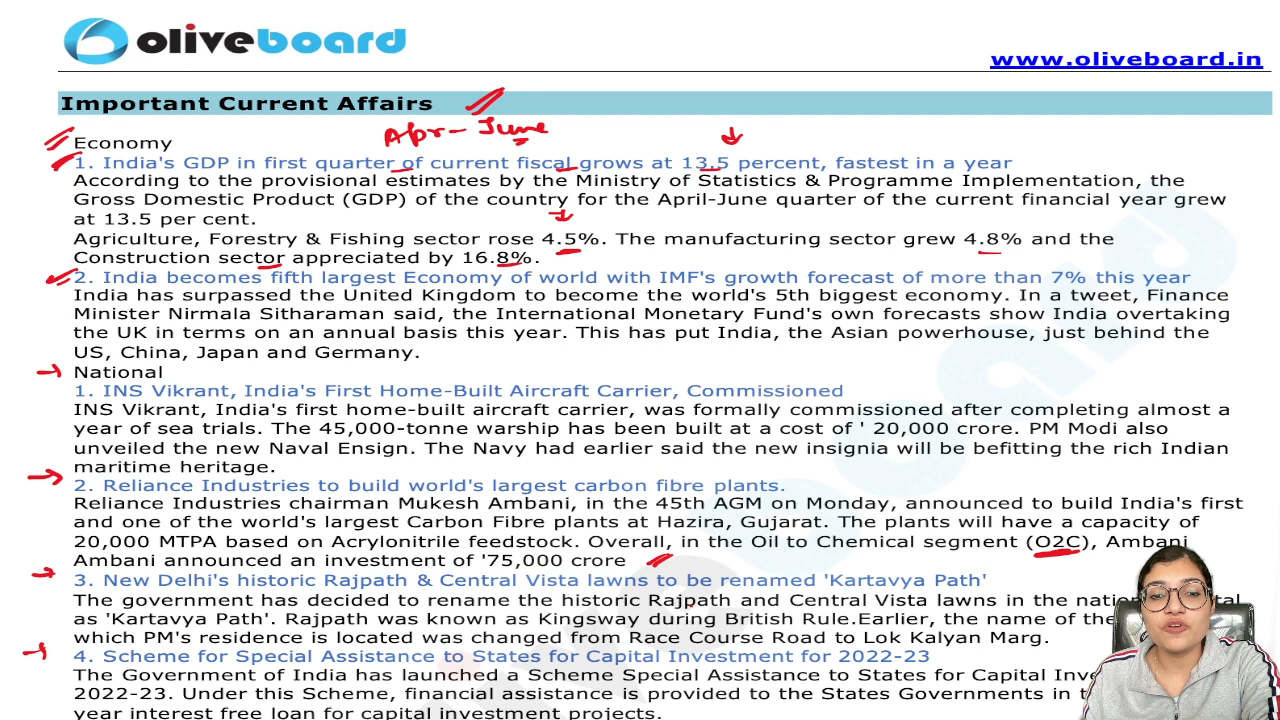 oliveboard
www.oliveboard.in
Important Current Affairs
Apr- June
Economy
1. India's GDP in first quarter of current fiscal grows at 13.5 percent, fastest in a year
According to the provisional estimates by the Ministry of Statistics & Programme Implementation, the
Gross Domestic Product (GDP) of the country for the April-June quarter of the current financial year grew
at 13.5 per cent.
Agriculture, Forestry & Fishing sector rose 4.5%. The manufacturing sector grew 4.8% and the
Construction sector appreciated by 16.8%.
2. India becomes fifth largest Economy of world with IMF's growth forecast of more than 7% this year
India has surpassed the United Kingdom to become the world's 5th biggest economy. In a tweet, Finance
Minister Nirmala Sitharaman said, the International Monetary Fund's own forecasts show India overtaking
the UK in terms on an annual basis this year. This has put India, the Asian powerhouse, just behind the
US, China, Japan and Germany.
National
1. INS Vikrant, India's First Home-Built Aircraft Carrier, Commissioned
INS Vikrant, India's first home-built aircraft carrier, was formally commissioned after completing almost a
year of sea trials. The 45,000-tonne warship has been built at a cost of ' 20,000 crore. PM Modi also
unveiled the new Naval Ensign. The Navy had earlier said the new insignia will be befitting the rich Indian
maritime heritage.
2. Reliance Industries to build world's largest carbon fibre plants.
Reliance Industries chairman Mukesh Ambani, in the 45th AGM on Monday, announced to build India's first
and one of the world's largest Carbon Fibre plants at Hazira, Gujarat. The plants will have a capacity of
20,000 MTPA based on Acrylonitrile feedstock. Overall, in the Oil to Chemical segment (O2C), Ambani
Ambani announced an investment of '75,000 crore
3. New Delhi's historic Rajpath & Central Vista lawns to be renamed 'Kartavya Path'
The government has decided to rename the historic Rajpath and Central Vista lawns in the
as 'Kartavya Path'. Rajpath was known as Kingsway during British Rule.Earlier, the name of the
which PM's residence is located was changed from Race Course Road to Lok Kalyan Marg.
4. Scheme for Special Assistance to States for Capital Investment for 2022-23
The Government of India has launched a Scheme Special Assistance to States for Capital
2022-23. Under this Scheme, financial assistance is provided to the States Governments in
year interest free loan for capital investment projects.